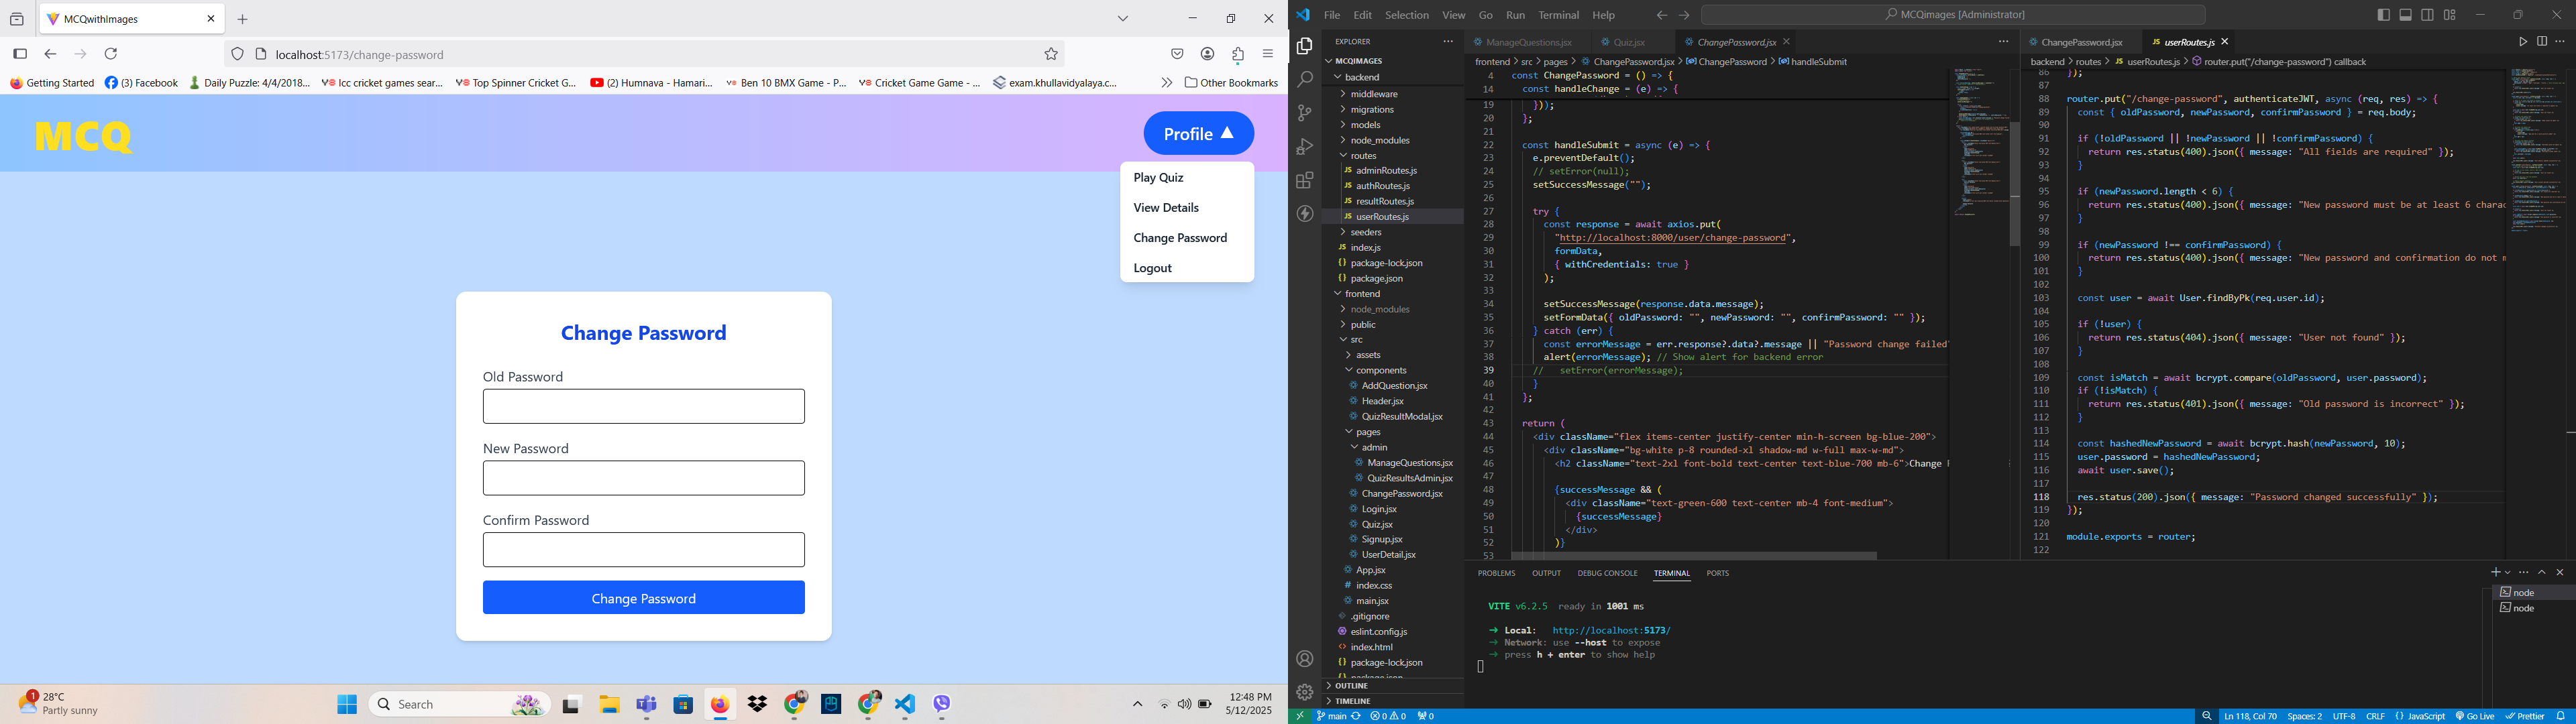 MCQwithImages
localhost:5173/change-password
Getting Started
(3) Facebook
Daily Puzzle: 4/4/2018...
Icc cricket games sear...
Top Spinner Cricket G...
(2) Humnava - Hamari...
Ben 10 BMX Game - P...
Cricket Game Game - ...
exam.khullavidyalaya.c...
Other Bookmarks
MCQ
Profile ▲
Play Quiz
View Details
Change Password
Logout
Change Password
Old Password
New Password
Confirm Password
Change Password
1
28°C
Partly sunny
Search
12:48 PM
5/12/2025
File Edit Selection View Go Run Terminal Help
MCQimages [Administrator]
EXPLORER
MCQIMAGES
backend
middleware
migrations
models
node_modules
routes
JS adminRoutes.js
JS authRoutes.js
JS resultRoutes.js
JS userRoutes.js
seeders
JS index.js
{} package-lock.json
{} package.json
frontend
node_modules
public
src
assets
components
AddQuestion.jsx
Header.jsx
QuizResultModal.jsx
pages
admin
ManageQuestions.jsx
QuizResultsAdmin.jsx
ChangePassword.jsx
Login.jsx
Quiz.jsx
Signup.jsx
UserDetail.jsx
App.jsx
# index.css
main.jsx
.gitignore
eslint.config.js
<> index.html
{} package-lock.json
OUTLINE
TIMELINE
ManageQuestions.jsx
Quiz.jsx
ChangePassword.jsx
frontend > src > pages > ChangePassword.jsx > ChangePassword > handleSubmit
4 const ChangePassword = () => {
14 const handleChange = (e) => {
19 }));
20 };
21
22 const handleSubmit = async (e) => {
23 e.preventDefault();
24 // setError(null);
25 setSuccessMessage("");
26
27 try {
28 const response = await axios.put(
29 "http://localhost:8000/user/change-password",
30 formData,
31 { withCredentials: true }
32 );
33
34 setSuccessMessage(response.data.message);
35 setFormData({ oldPassword: "", newPassword: "", confirmPassword: "" });
36 } catch (err) {
37 const errorMessage = err.response?.data?.message || "Password change failed"
38 alert(errorMessage); // Show alert for backend error
39 // setError(errorMessage);
40 }
41 };
42
43 return (
44 <div className="flex items-center justify-center min-h-screen bg-blue-200">
45 <div className="bg-white p-8 rounded-xl shadow-md w-full max-w-md">
46 <h2 className="text-2xl font-bold text-center text-blue-700 mb-6">Change
47
48 {successMessage && (
49 <div className="text-green-600 text-center mb-4 font-medium">
50 {successMessage}
51 </div>
52 )}
53
ChangePassword.jsx
JS userRoutes.js
backend > routes > JS userRoutes.js > router.put("/change-password") callback
86 });
87
88 router.put("/change-password", authenticateJWT, async (req, res) => {
89 const { oldPassword, newPassword, confirmPassword } = req.body;
90
91 if (!oldPassword || !newPassword || !confirmPassword) {
92 return res.status(400).json({ message: "All fields are required" });
93 }
94
95 if (newPassword.length < 6) {
96 return res.status(400).json({ message: "New password must be at least 6 charac
97 }
98
99 if (newPassword !== confirmPassword) {
100 return res.status(400).json({ message: "New password and confirmation do not m
101 }
102
103 const user = await User.findByPk(req.user.id);
104
105 if (!user) {
106 return res.status(404).json({ message: "User not found" });
107 }
108
109 const isMatch = await bcrypt.compare(oldPassword, user.password);
110 if (!isMatch) {
111 return res.status(401).json({ message: "Old password is incorrect" });
112 }
113
114 const hashedNewPassword = await bcrypt.hash(newPassword, 10);
115 user.password = hashedNewPassword;
116 await user.save();
117
118 res.status(200).json({ message: "Password changed successfully" });
119 });
120
121 module.exports = router;
122
PROBLEMS OUTPUT DEBUG CONSOLE TERMINAL PORTS
VITE v6.2.5 ready in 1001 ms
➜ Local: http://localhost:5173/
➜ Network: use --host to expose
➜ press h + enter to show help
node
node
main
0 0
0
Ln 118, Col 70 Spaces: 2 UTF-8 CRLF {} JavaScript Go Live Prettier